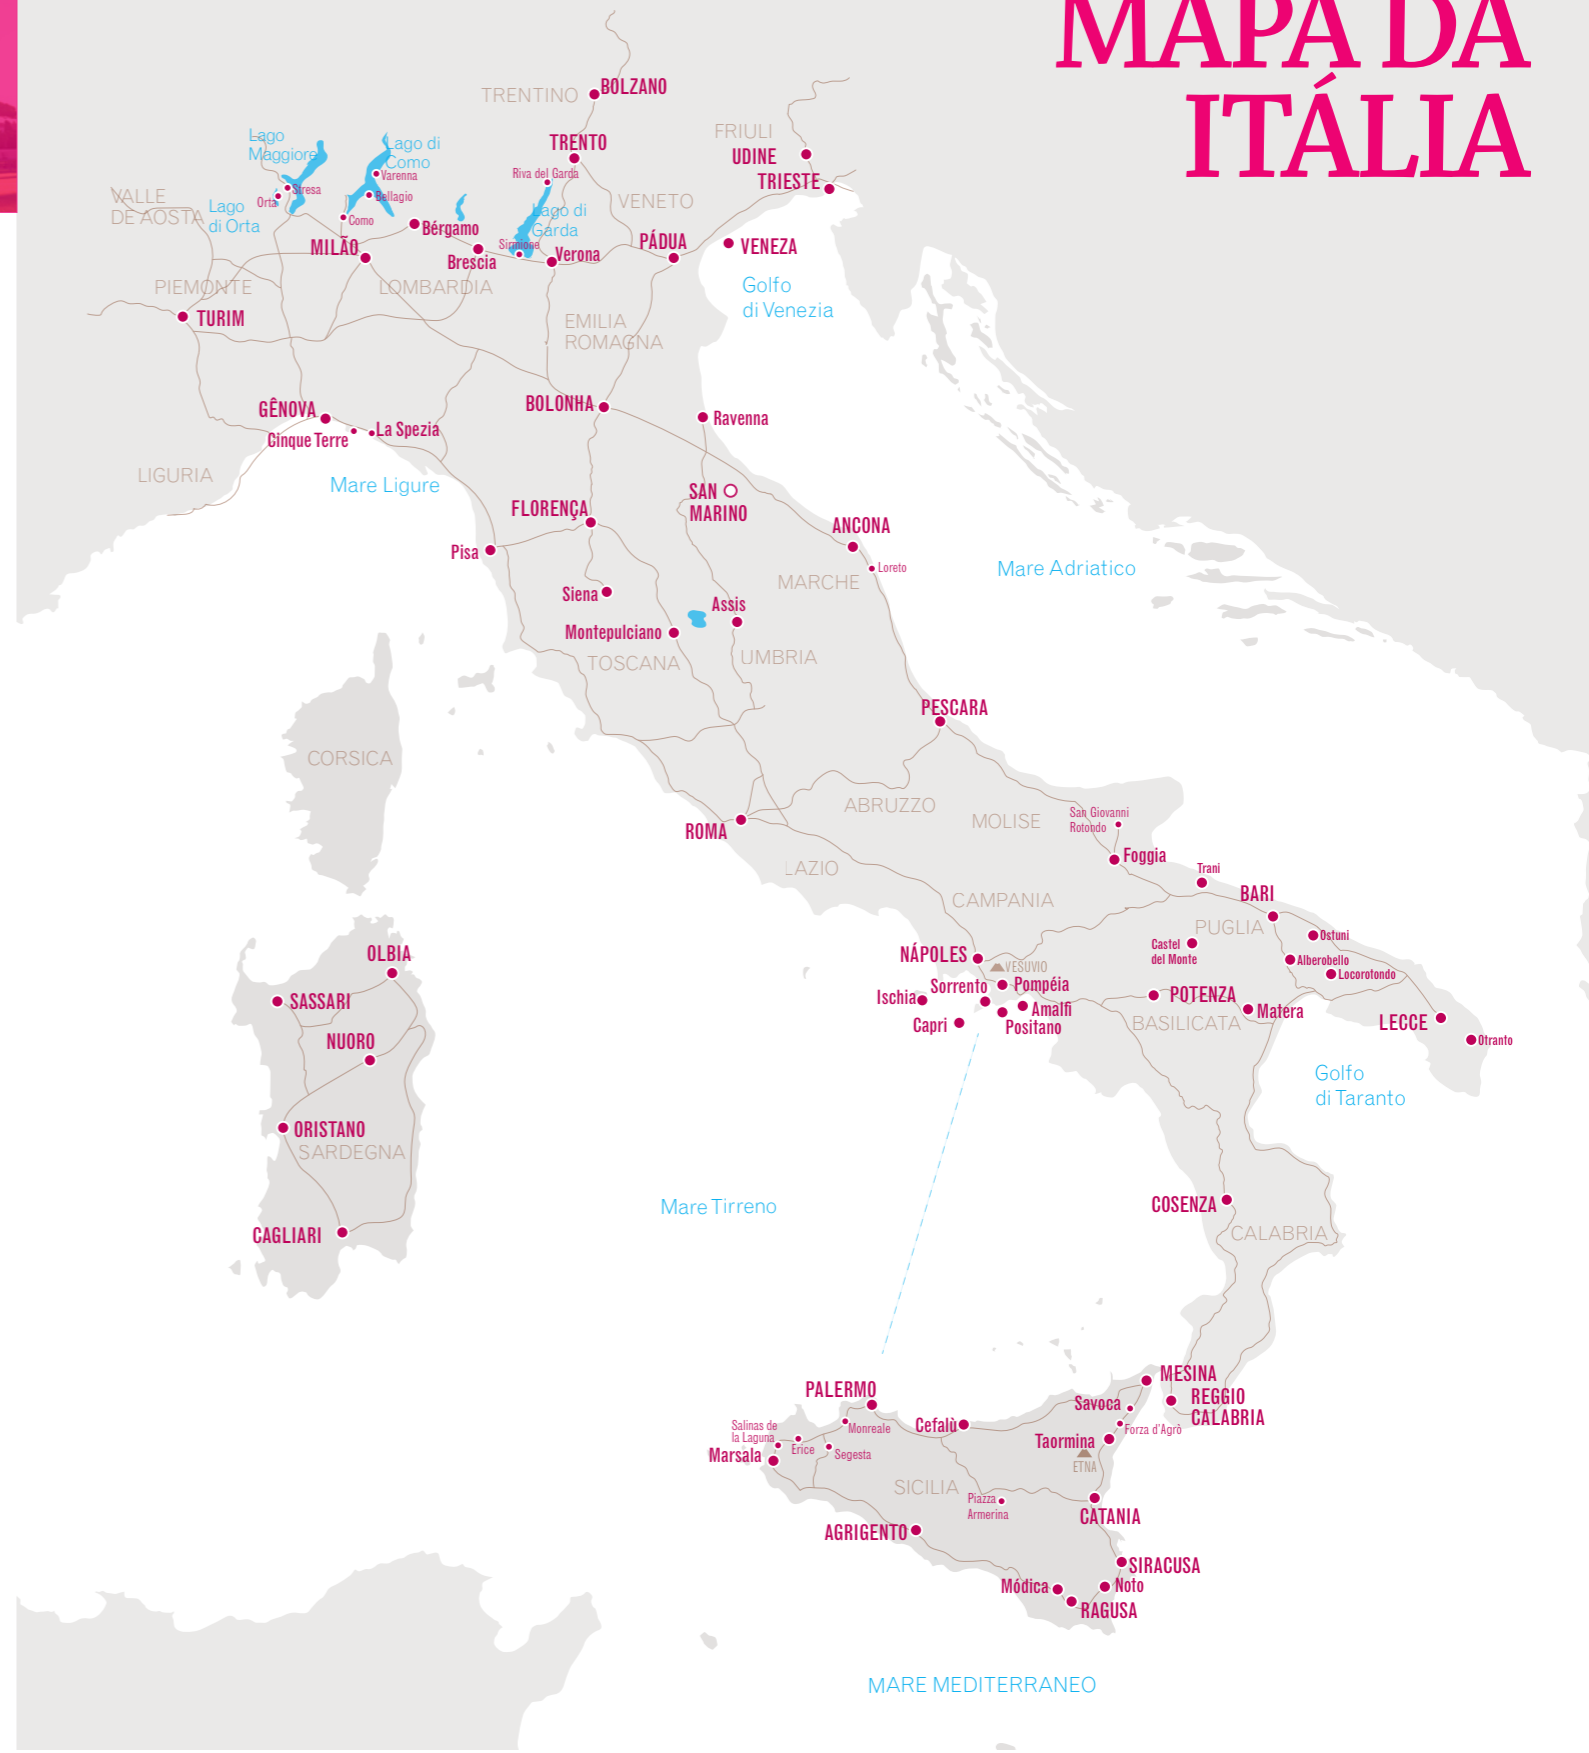 MAPA DA
ITÁLIA
TRENTINO
BOLZANO
TRENTO
FRIULI
UDINE
TRIESTE
Lago
Maggiore
Lago di
Como
Varenna
Riva del Garda
Stresa
Orta
Bellagio
VALLE
DE AOSTA
Lago
di Orta
Como
VENETO
Lago di
Garda
Bérgamo
MILÃO
Brescia
Sirmione
Verona
PÁDUA
VENEZA
PIEMONTE
LOMBARDIA
Golfo
di Venezia
TURIM
EMILIA
ROMAGNA
GÊNOVA
Cinque Terre
La Spezia
BOLONHA
Ravenna
LIGURIA
Mare Ligure
SAN
MARINO
FLORENÇA
ANCONA
Pisa
Loreto
Mare Adriatico
MARCHE
Siena
Assis
Montepulciano
TOSCANA
UMBRIA
PESCARA
CORSICA
ABRUZZO
MOLISE
San Giovanni
Rotondo
ROMA
Foggia
LAZIO
Trani
CAMPANIA
BARI
PUGLIA
Ostuni
Castel
del Monte
Alberobello
Locorotondo
OLBIA
NÁPOLES
VESUVIO
Pompéia
Sorrento
Ischia
Amalfi
Capri
Positano
POTENZA
BASILICATA
Matera
LECCE
Otranto
SASSARI
NUORO
Golfo
di Taranto
ORISTANO
SARDEGNA
CAGLIARI
Mare Tirreno
COSENZA
CALABRIA
MESINA
REGGIO
CALABRIA
PALERMO
Savoca
Monreale
Cefalù
Forza d'Agrò
Salinas de
la Laguna
Erice
Segesta
Marsala
Taormina
ETNA
SICILIA
Piazza
Armerina
CATANIA
AGRIGENTO
SIRACUSA
Módica
Noto
RAGUSA
MARE MEDITERRANEO